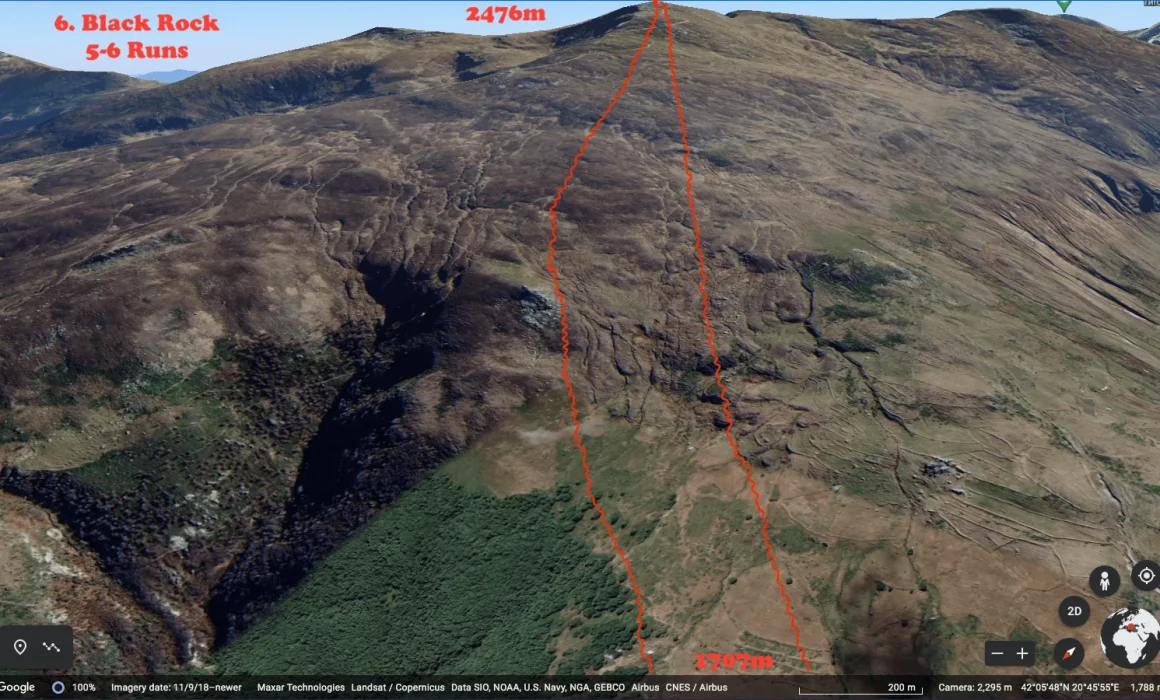 6. Black Rock
5-6 Runs
2476m
1707m
2D
Google 100% Imagery date: 11/9/18–newer Maxar Technologies Landsat / Copernicus Data SIO, NOAA, U.S. Navy, NGA, GEBCO Airbus CNES / Airbus 200 m Camera: 2,295 m 42°05'48"N 20°45'55"E 1,788 m